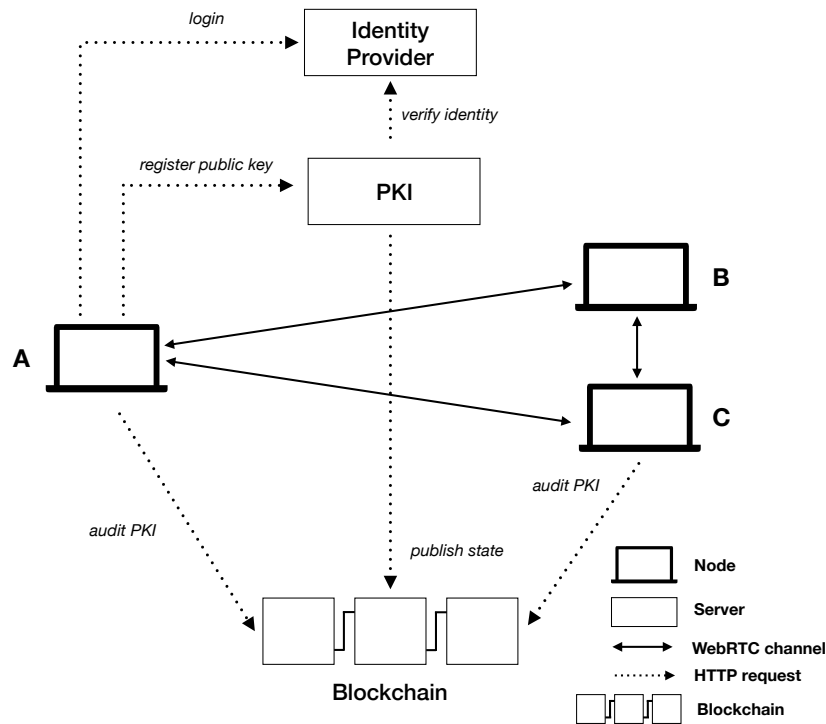 login
Identity
Provider
verify identity
register public key
PKI
B
A
C
audit PKI
audit PKI
publish state
Node
Server
WebRTC channel
HTTP request
Blockchain
Blockchain